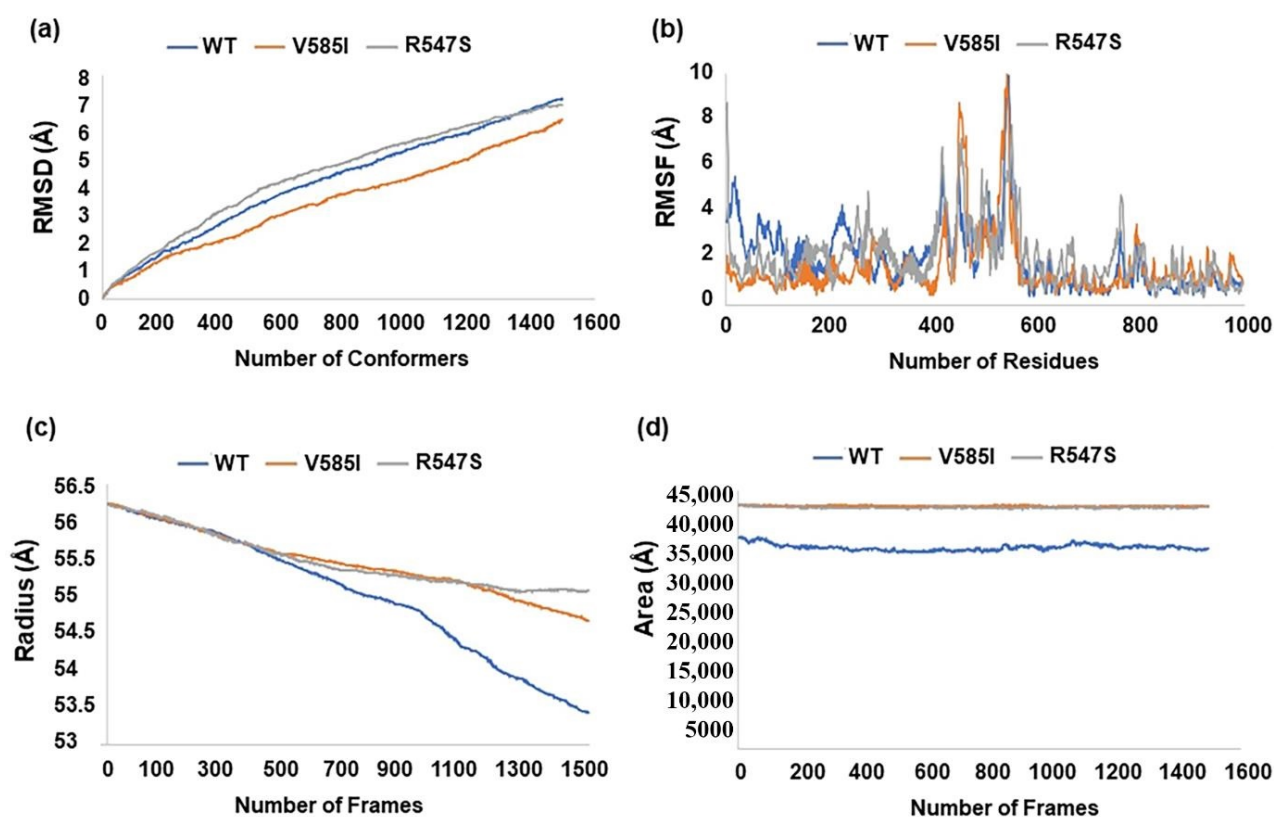 (a)
WT V585I R547S
8
7
6
5
4
3
2
1
0
RMSD (Å)
0 200 400 600 800 1000 1200 1400 1600
Number of Conformers
(b)
WT V585I R547S
10
8
6
4
2
0
RMSF (Å)
0 200 400 600 800 1000
Number of Residues
(c)
WT V585I R547S
56.5
56
55.5
55
54.5
54
53.5
53
Radius (Å)
0 100 300 500 700 900 1100 1300 1500
Number of Frames
(d)
WT V585I R547S
45,000
40,000
35,000
30,000
25,000
20,000
15,000
10,000
5000
Area (Å)
0 200 400 600 800 1000 1200 1400 1600
Number of Frames